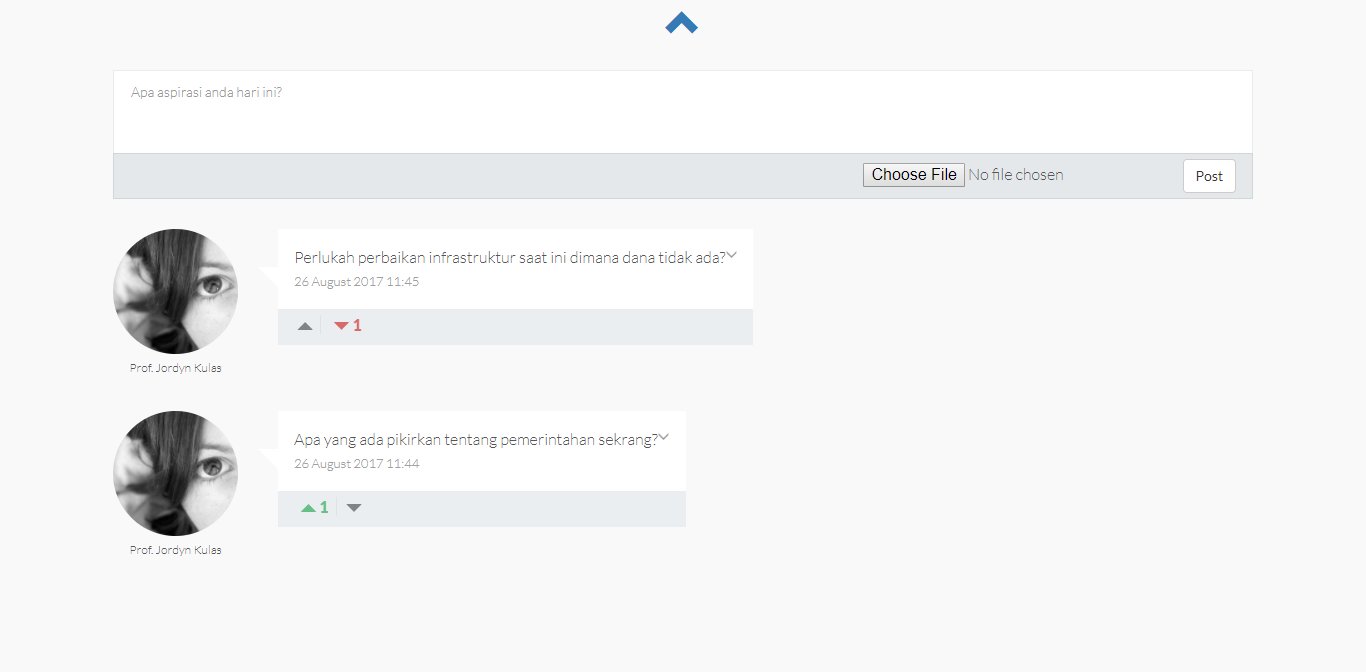 Apa aspirasi anda hari ini?
Choose File No file chosen
Post
Perlukah perbaikan infrastruktur saat ini dimana dana tidak ada?
26 August 2017 11:45
1
Prof. Jordyn Kulas
Apa yang ada pikirkan tentang pemerintahan sekrang?
26 August 2017 11:44
1
Prof. Jordyn Kulas